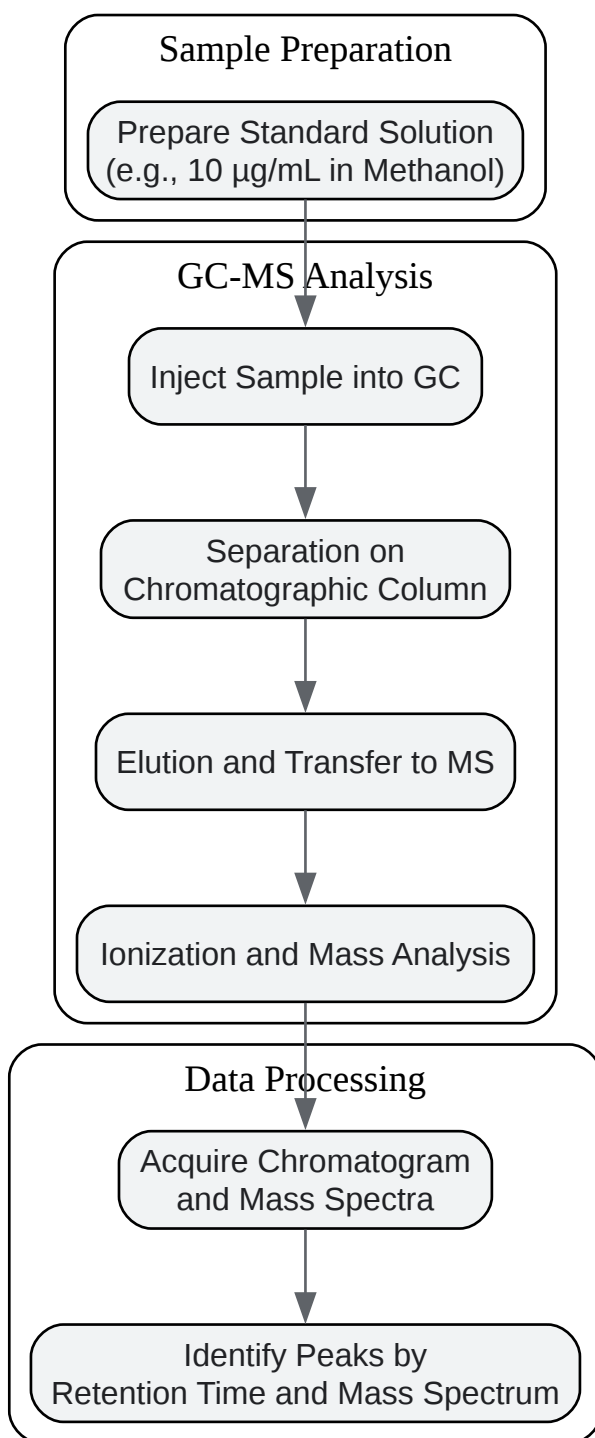 Sample Preparation
Prepare Standard Solution
(e.g., 10 µg/mL in Methanol)
GC-MS Analysis
Inject Sample into GC
Separation on
Chromatographic Column
Elution and Transfer to MS
Ionization and Mass Analysis
Data Processing
Acquire Chromatogram
and Mass Spectra
Identify Peaks by
Retention Time and Mass Spectrum